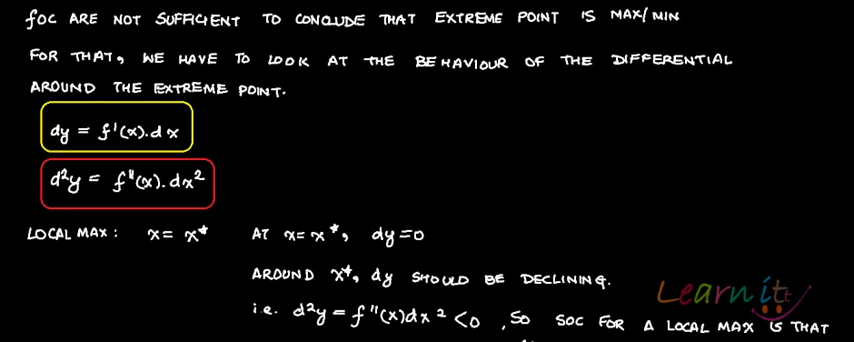 fOC ARE NOT SUFFICIENT TO CONCLUDE THAT EXTREME POINT IS MAX/MIN
FOR THAT, WE HAVE TO LOOK AT THE BEHAVIOUR OF THE DIFFERENTIAL
AROUND THE EXTREME POINT.
dy = f'(x).dx
d²y = f"(x).dx²
LOCAL MAX : x = x* AT x = x*, dy=0
AROUND x*, dy SHOULD BE DECLINING.
Learnitt
i.e. d²y = f"(x)dx² <0, SO SOC FOR A LOCAL MAX IS THAT